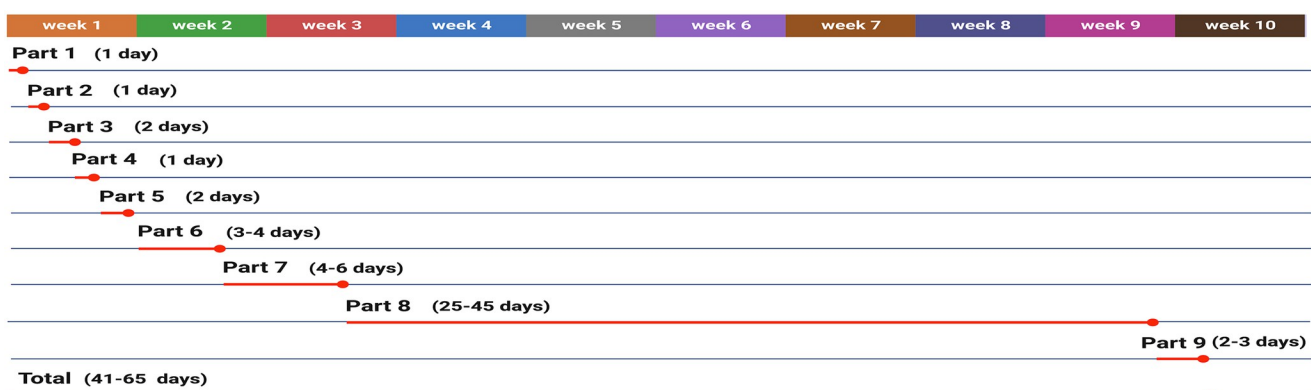 week 1 week 2 week 3 week 4 week 5 week 6 week 7 week 8 week 9 week 10
Part 1 (1 day)
Part 2 (1 day)
Part 3 (2 days)
Part 4 (1 day)
Part 5 (2 days)
Part 6 (3-4 days)
Part 7 (4-6 days)
Part 8 (25-45 days)
Part 9 (2-3 days)
Total (41-65 days)